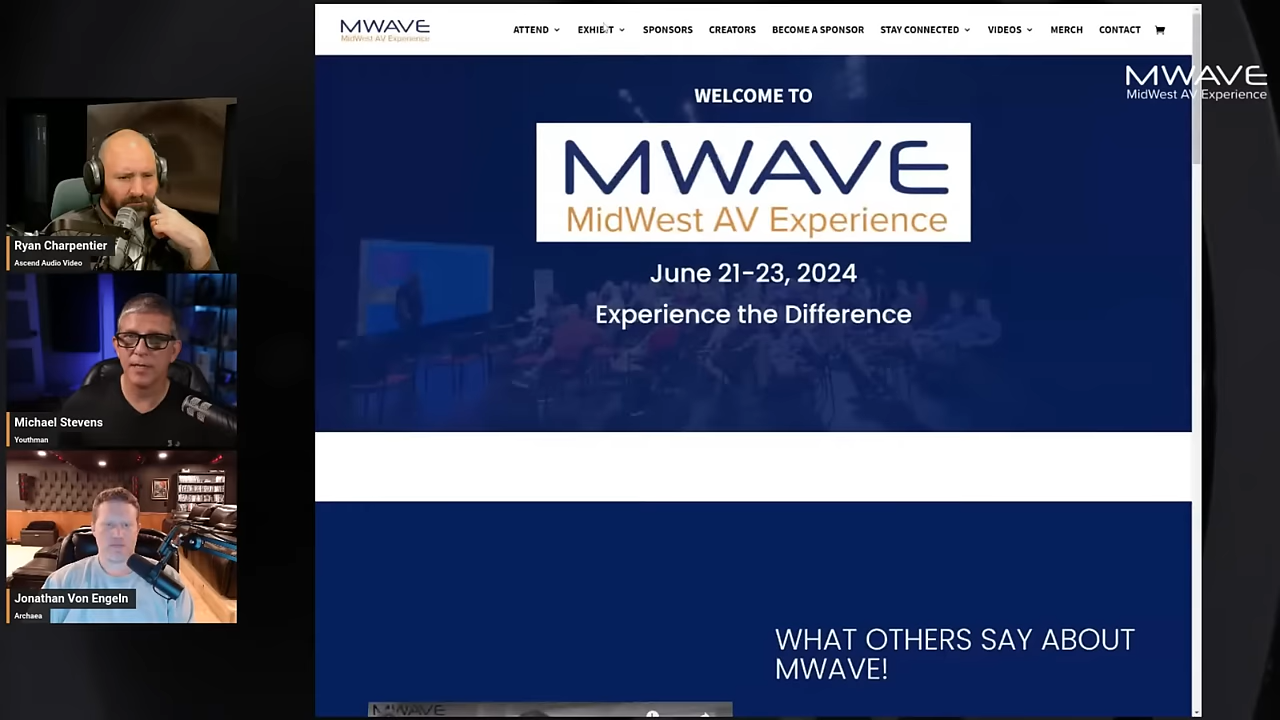 MWAVE
MidWest AV Experience
ATTEND
EXHIBIT
SPONSORS
CREATORS
BECOME A SPONSOR
STAY CONNECTED
VIDEOS
MERCH
CONTACT
MWAVE
MidWest AV Experience
WELCOME TO
MWAVE
MidWest AV Experience
June 21-23, 2024
Experience the Difference
Ryan Charpentier
Ascend Audio Video
Michael Stevens
Youthman
Jonathan Von Engeln
Archaea
WHAT OTHERS SAY ABOUT
MWAVE!
MWAVE